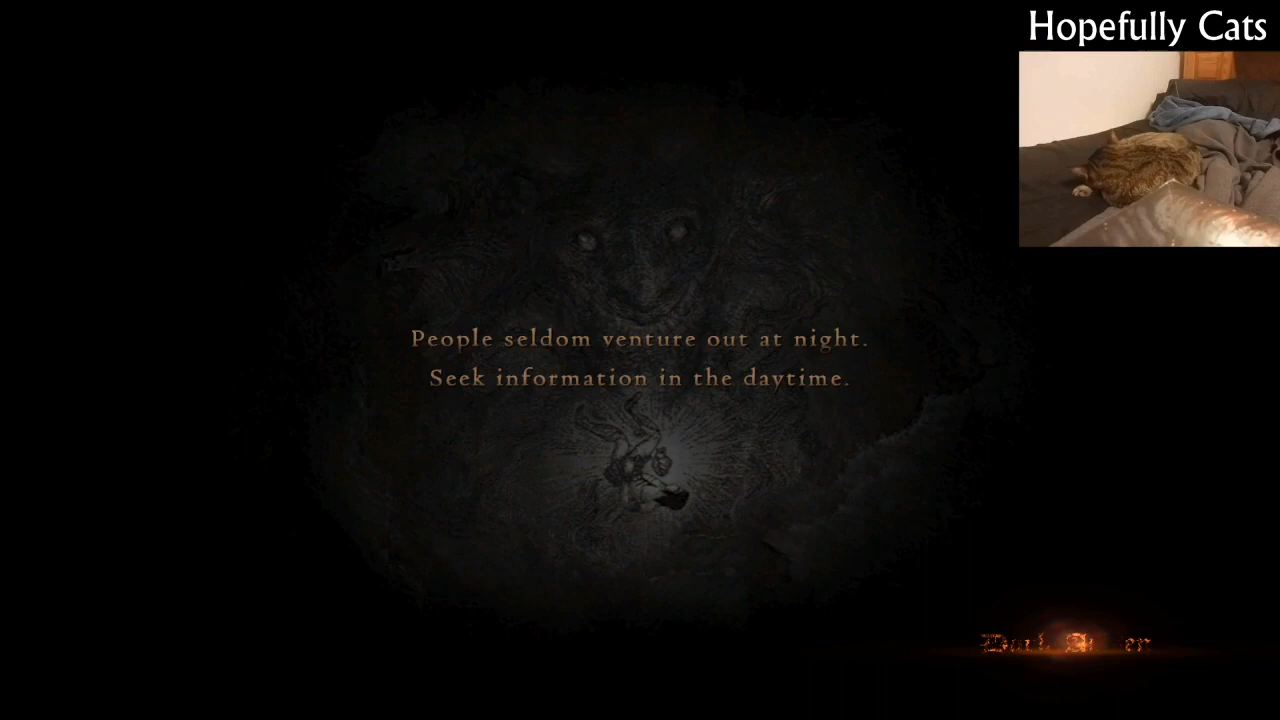 Hopefully Cats
People seldom venture out at night.
Seek information in the daytime.